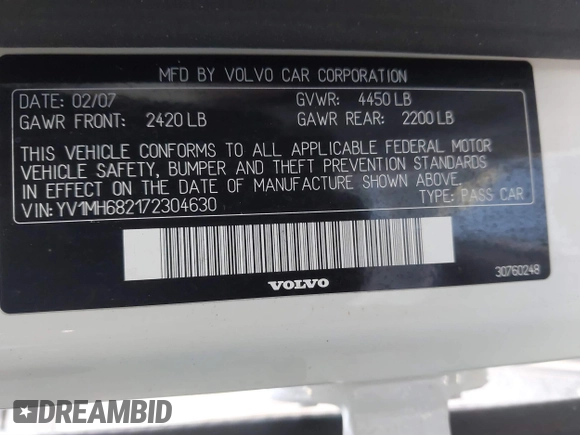 MFD BY VOLVO CAR CORPORATION
DATE: 02/07 GVWR: 4450 LB
GAWR FRONT: 2420 LB GAWR REAR: 2200 LB
THIS VEHICLE CONFORMS TO ALL APPLICABLE FEDERAL MOTOR
VEHICLE SAFETY, BUMPER AND THEFT PREVENTION STANDARDS
IN EFFECT ON THE DATE OF MANUFACTURE SHOWN ABOVE.
VIN: YV1MH682172304630 TYPE: PASS CAR
30760248
VOLVO
DREAMBID